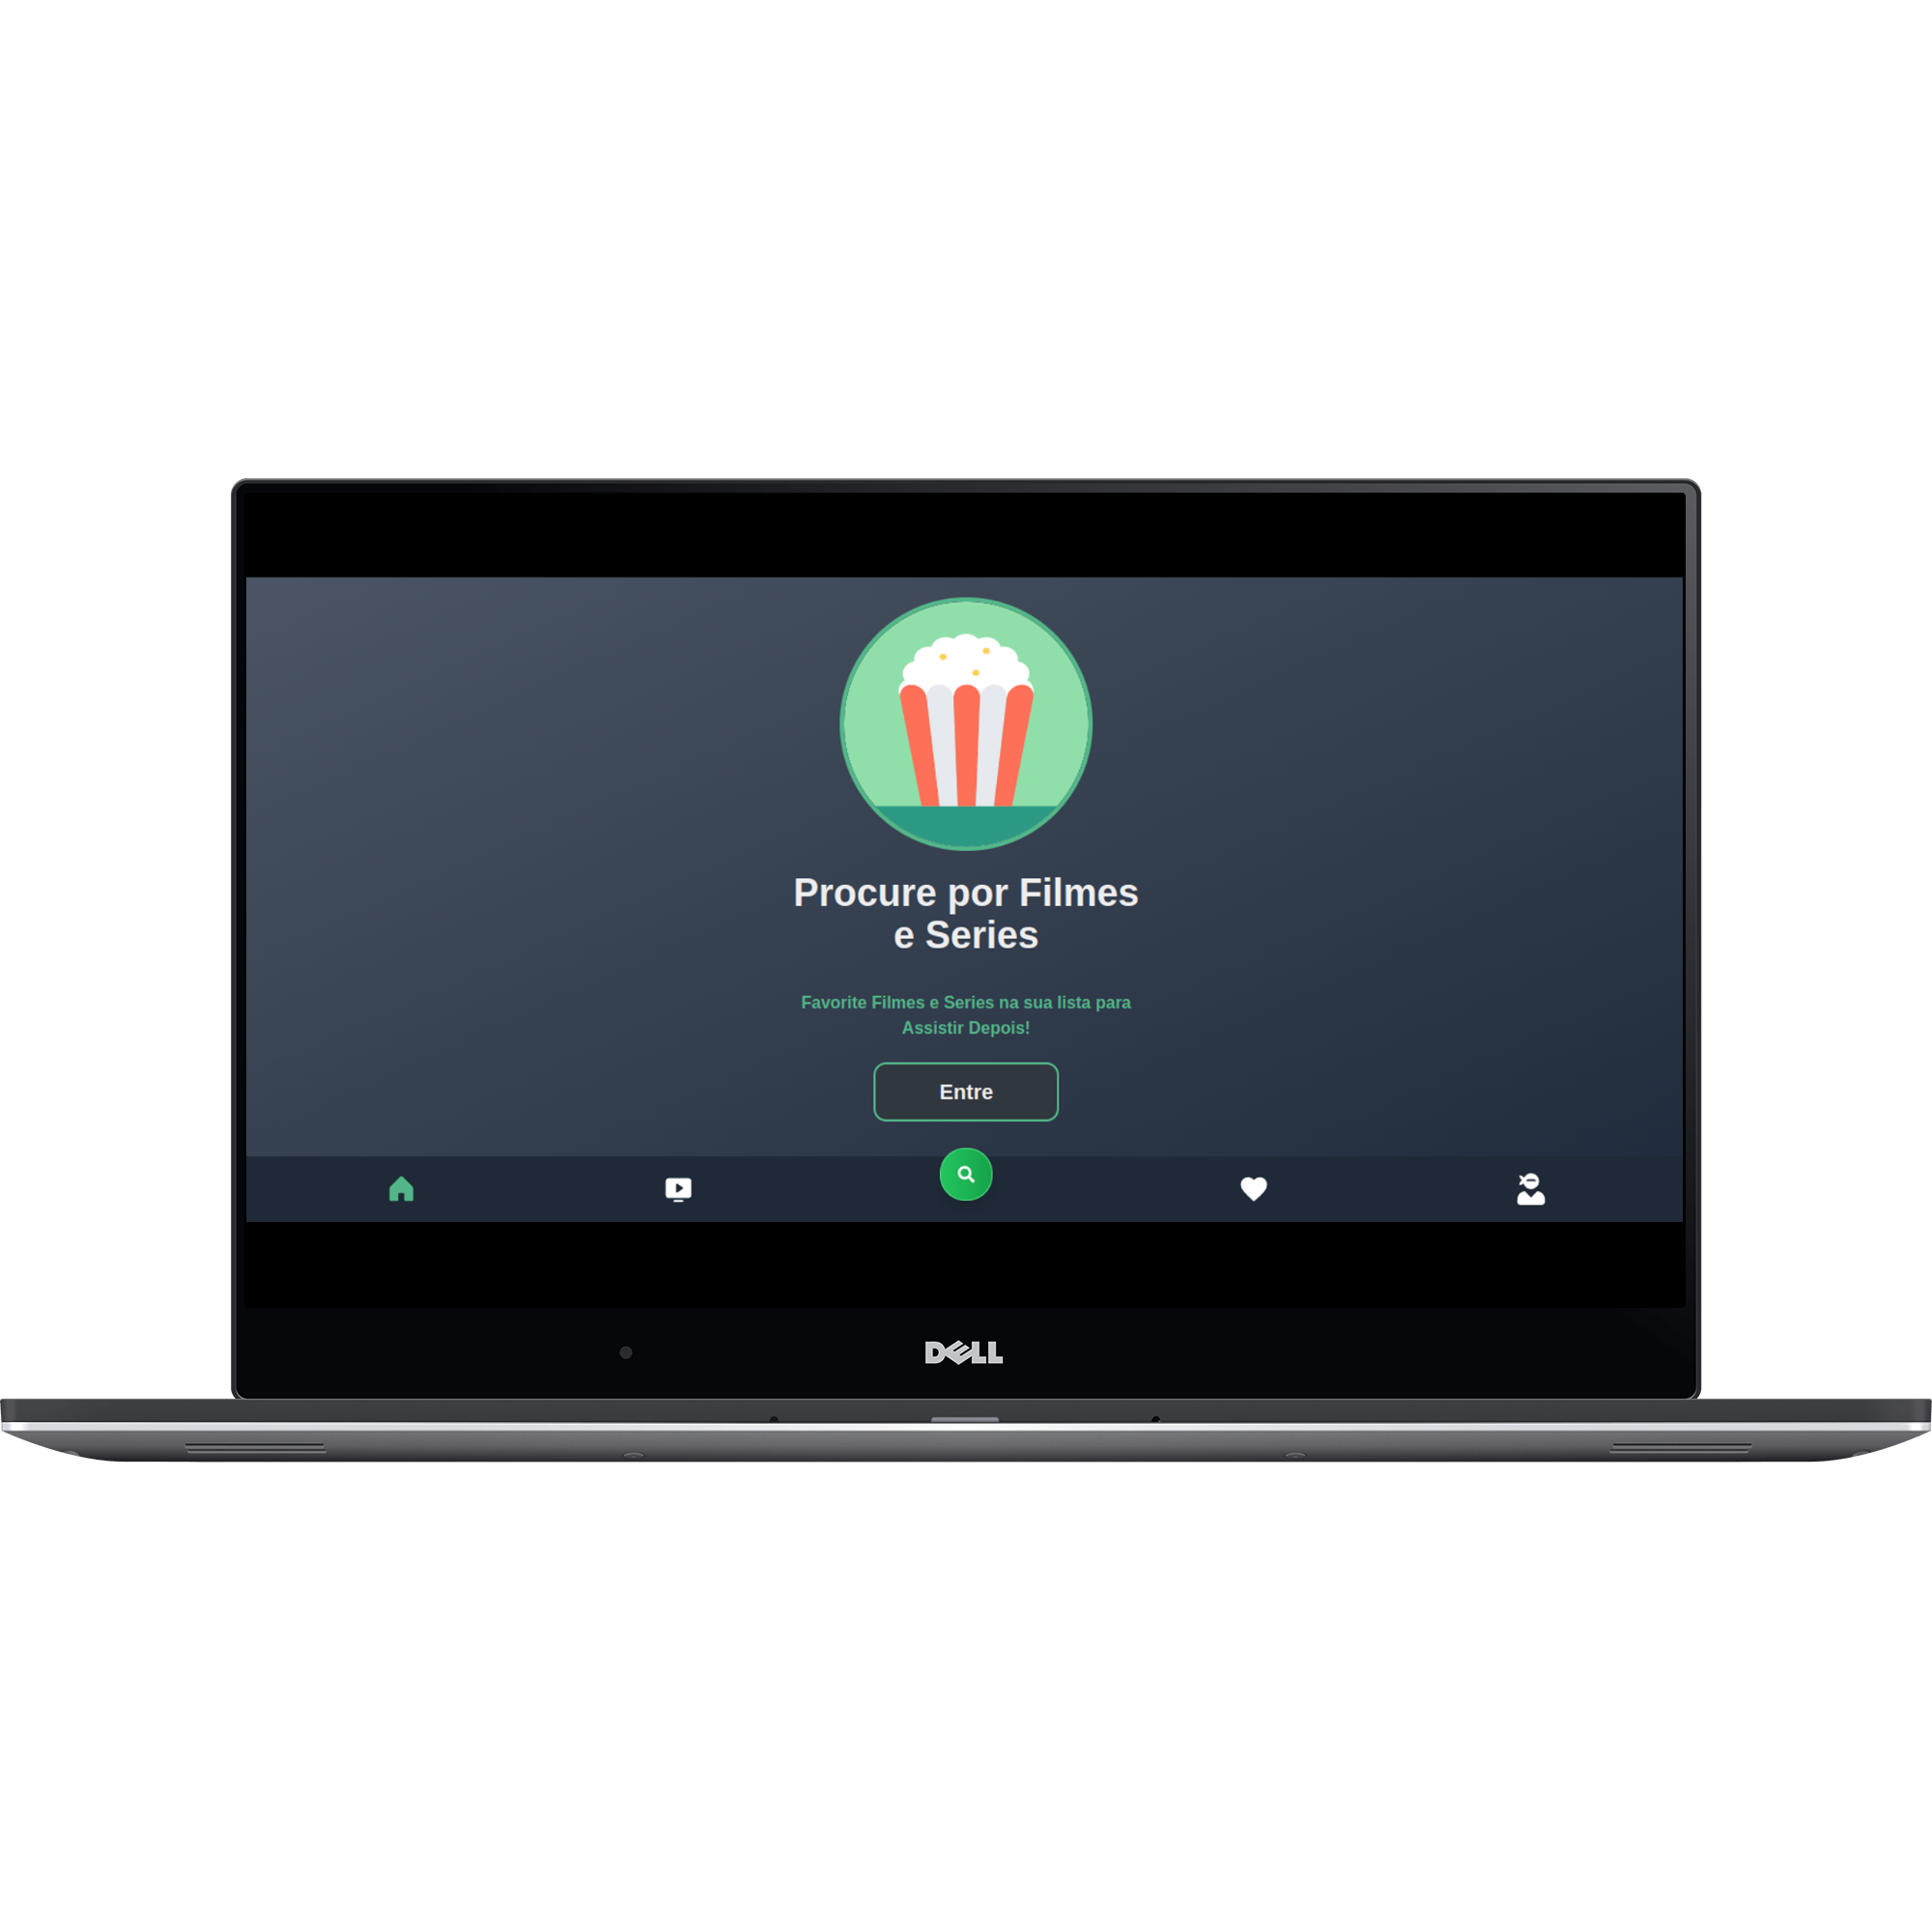 Procure por Filmes
e Series
Favorite Filmes e Series na sua lista para
Assistir Depois!
Entre
DELL